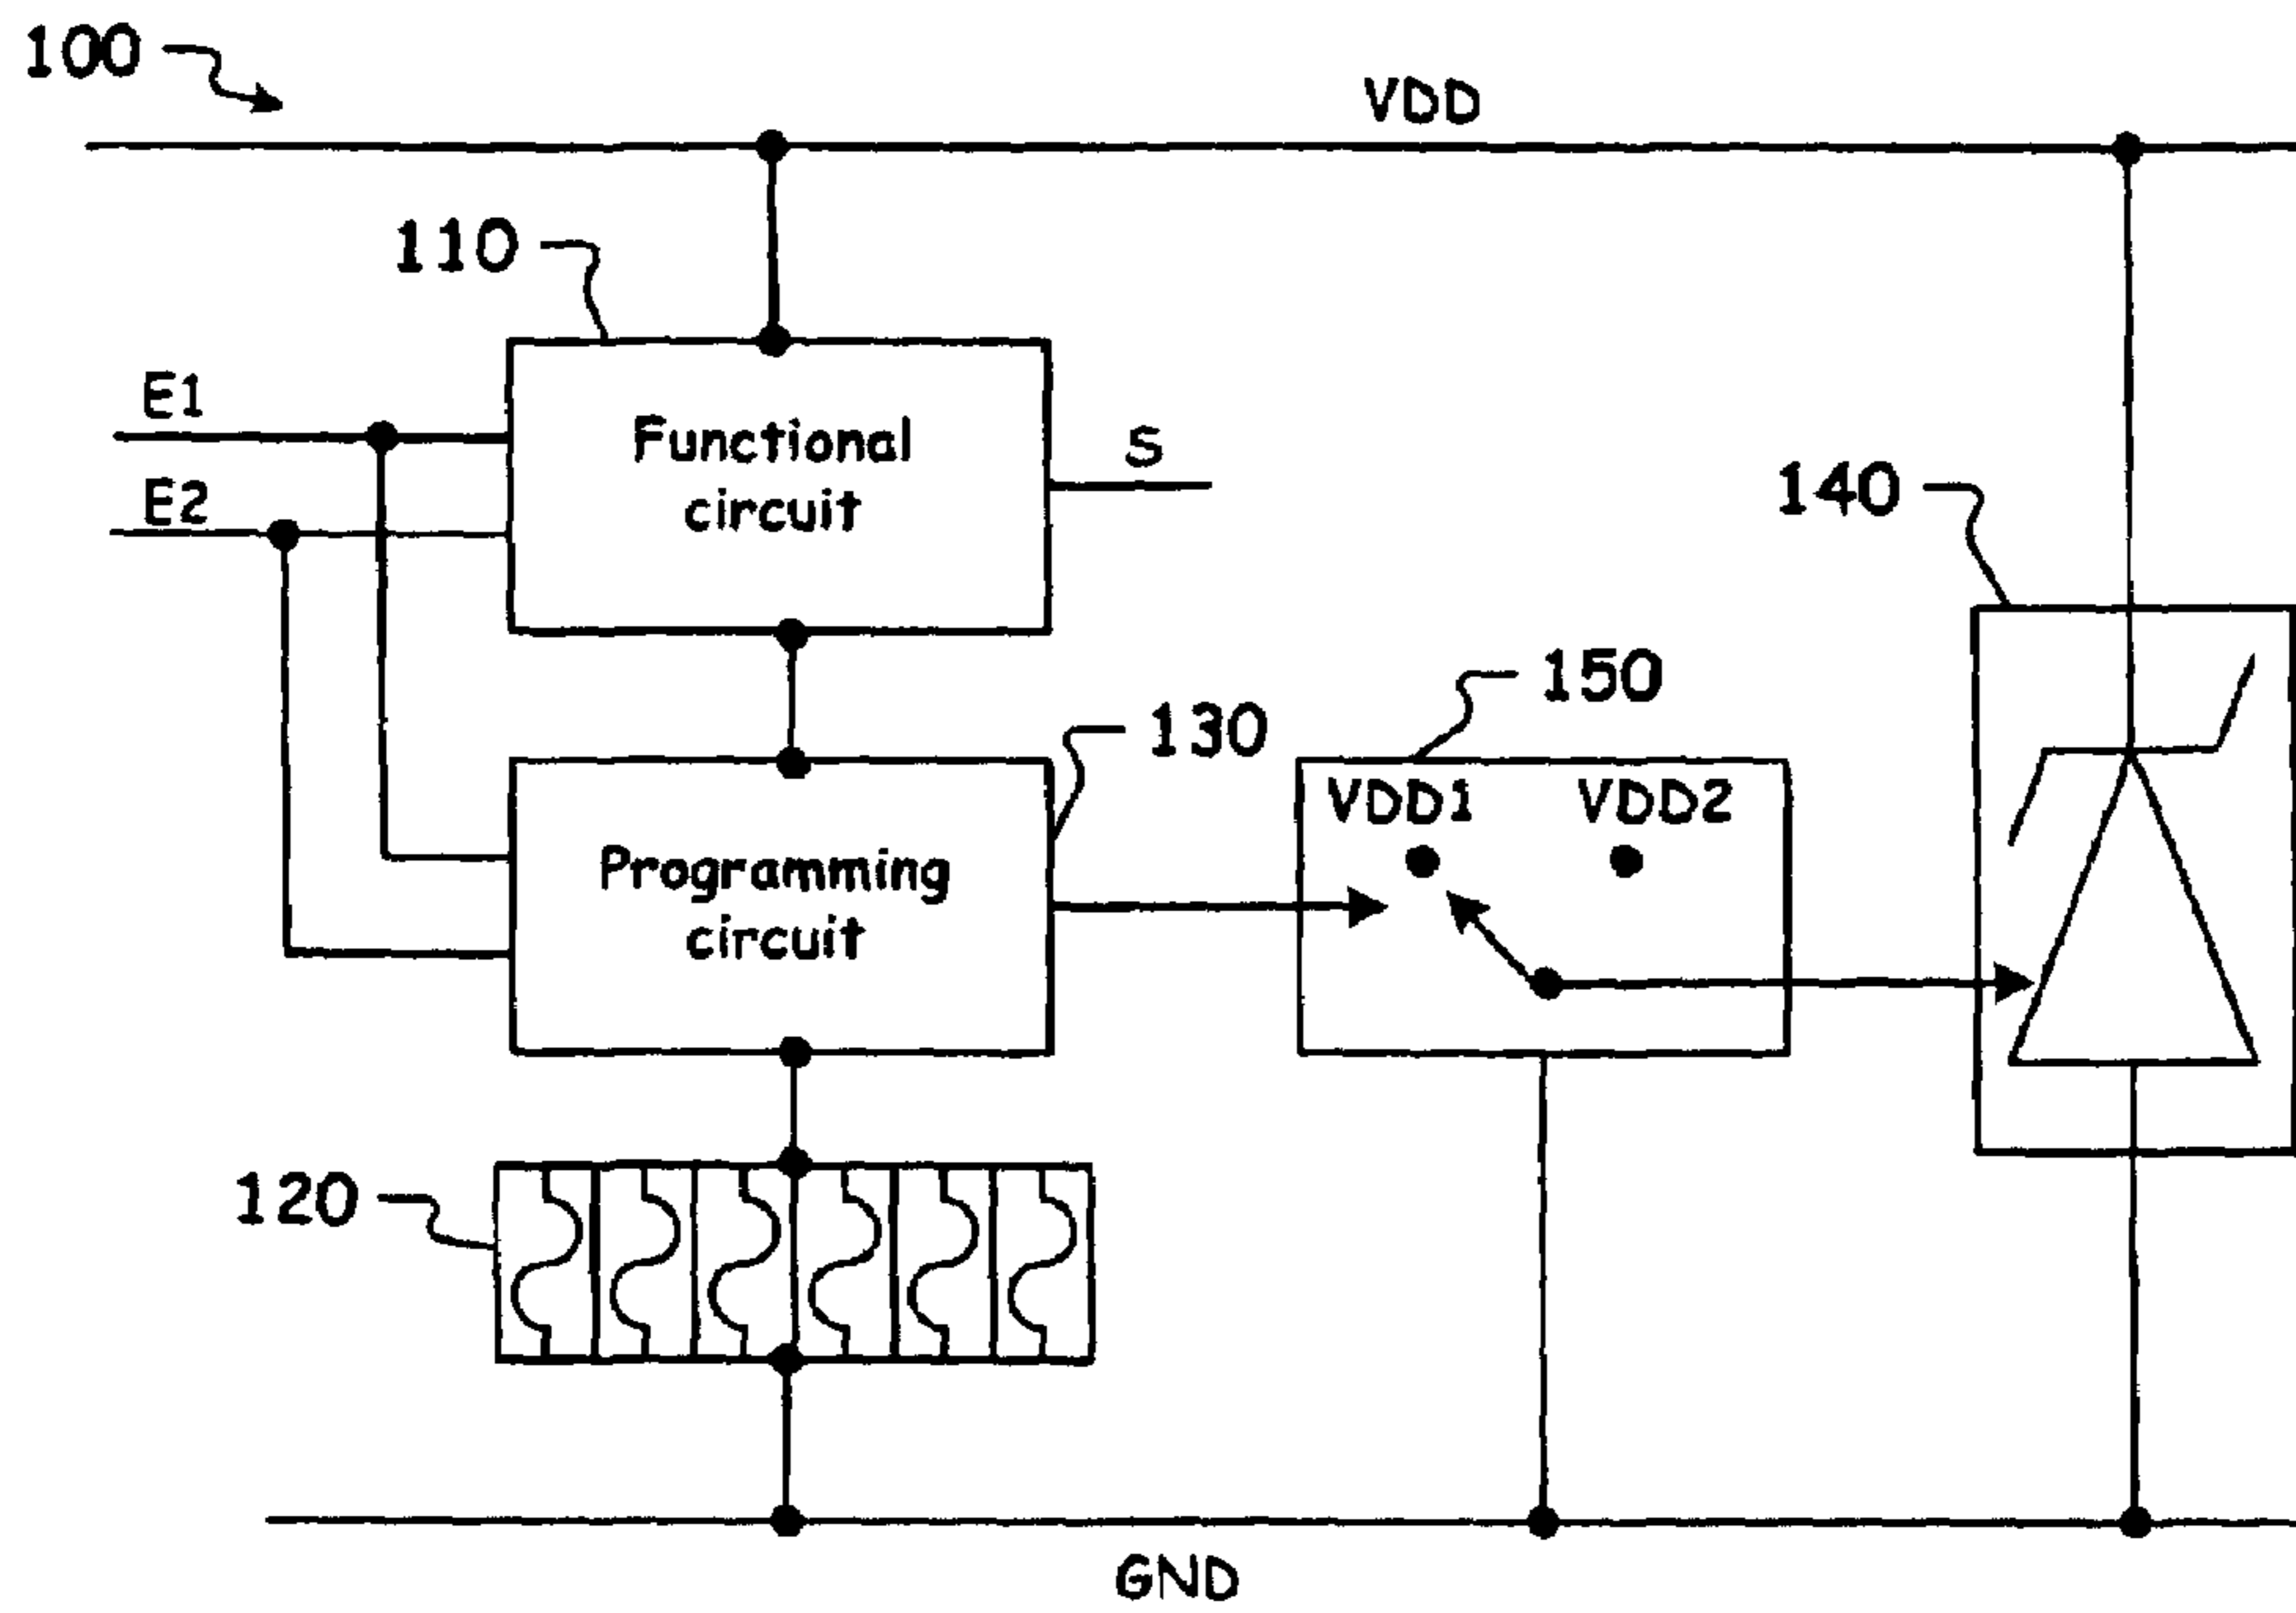 100
VDD
110
E1
Functional
circuit
S
E2
140
150
130
VDD1 VDD2
Programming
circuit
120
GND